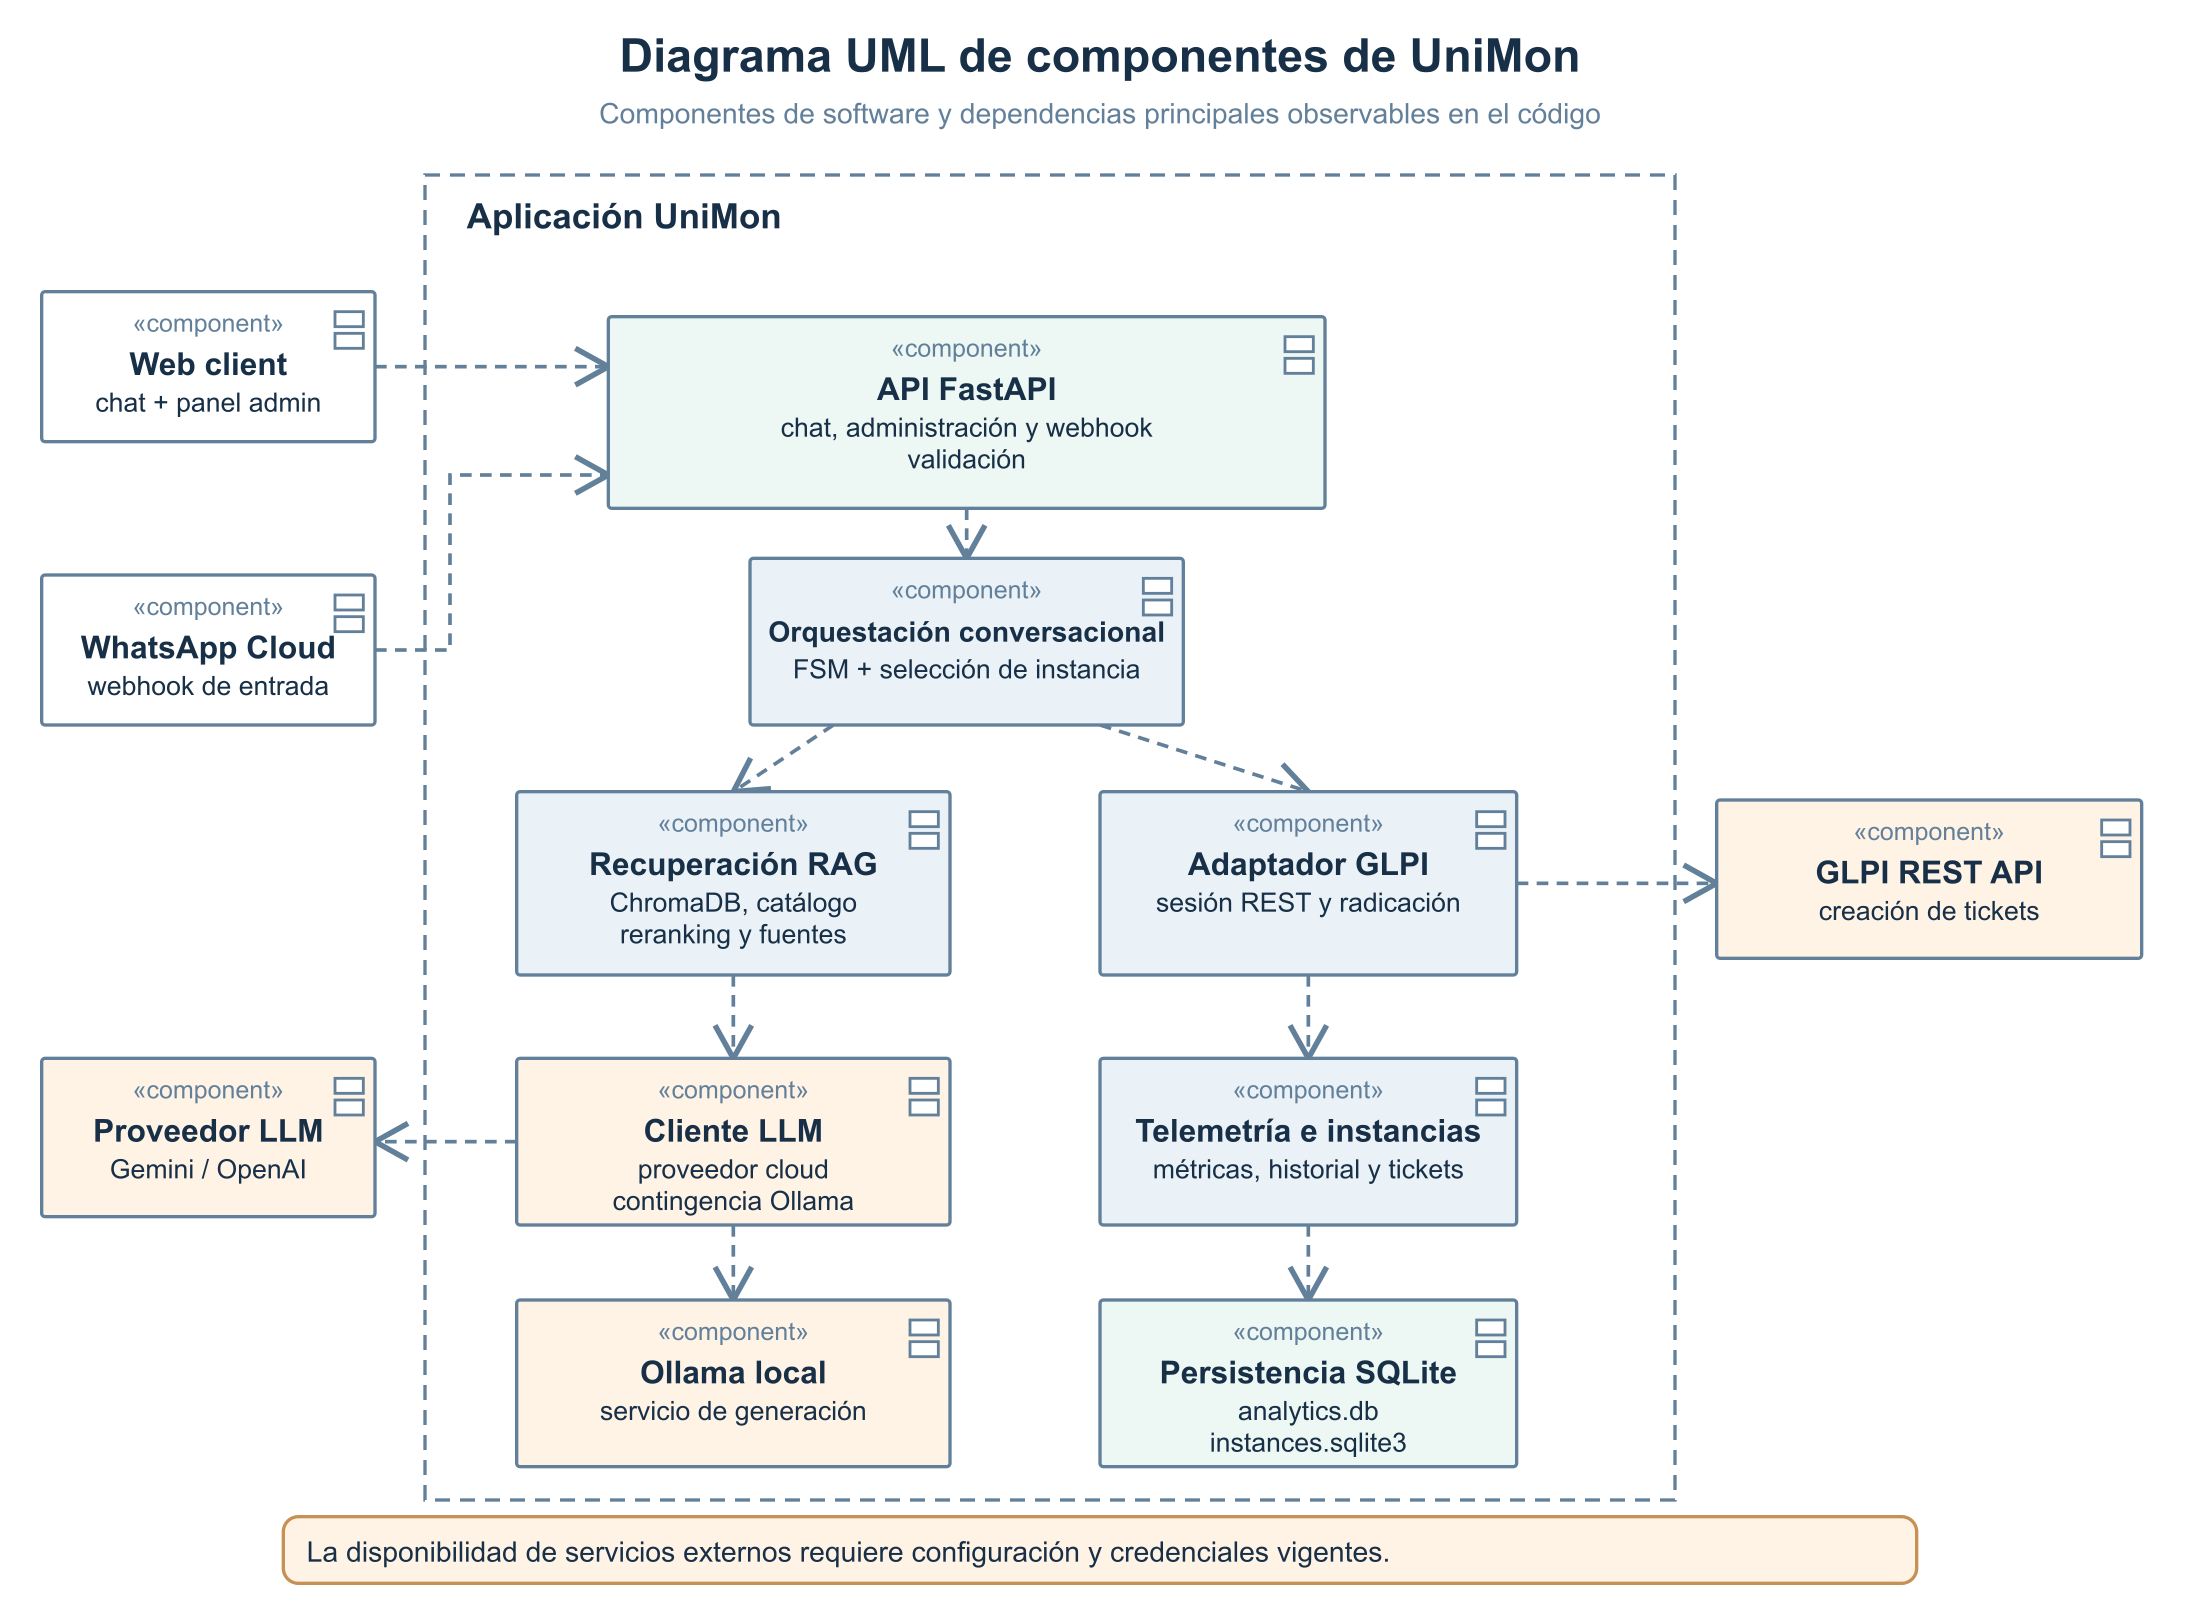 Diagrama UML de componentes de UniMon
Componentes de software y dependencias principales observables en el código
Aplicación UniMon
«component»
Web client
chat + panel admin
«component»
API FastAPI
chat, administración y webhook
validación
«component»
WhatsApp Cloud
webhook de entrada
«component»
Orquestación conversacional
FSM + selección de instancia
«component»
Recuperación RAG
ChromaDB, catálogo
reranking y fuentes
«component»
Adaptador GLPI
sesión REST y radicación
«component»
GLPI REST API
creación de tickets
«component»
Proveedor LLM
Gemini / OpenAI
«component»
Cliente LLM
proveedor cloud
contingencia Ollama
«component»
Telemetría e instancias
métricas, historial y tickets
«component»
Ollama local
servicio de generación
«component»
Persistencia SQLite
analytics.db
instances.sqlite3
La disponibilidad de servicios externos requiere configuración y credenciales vigentes.